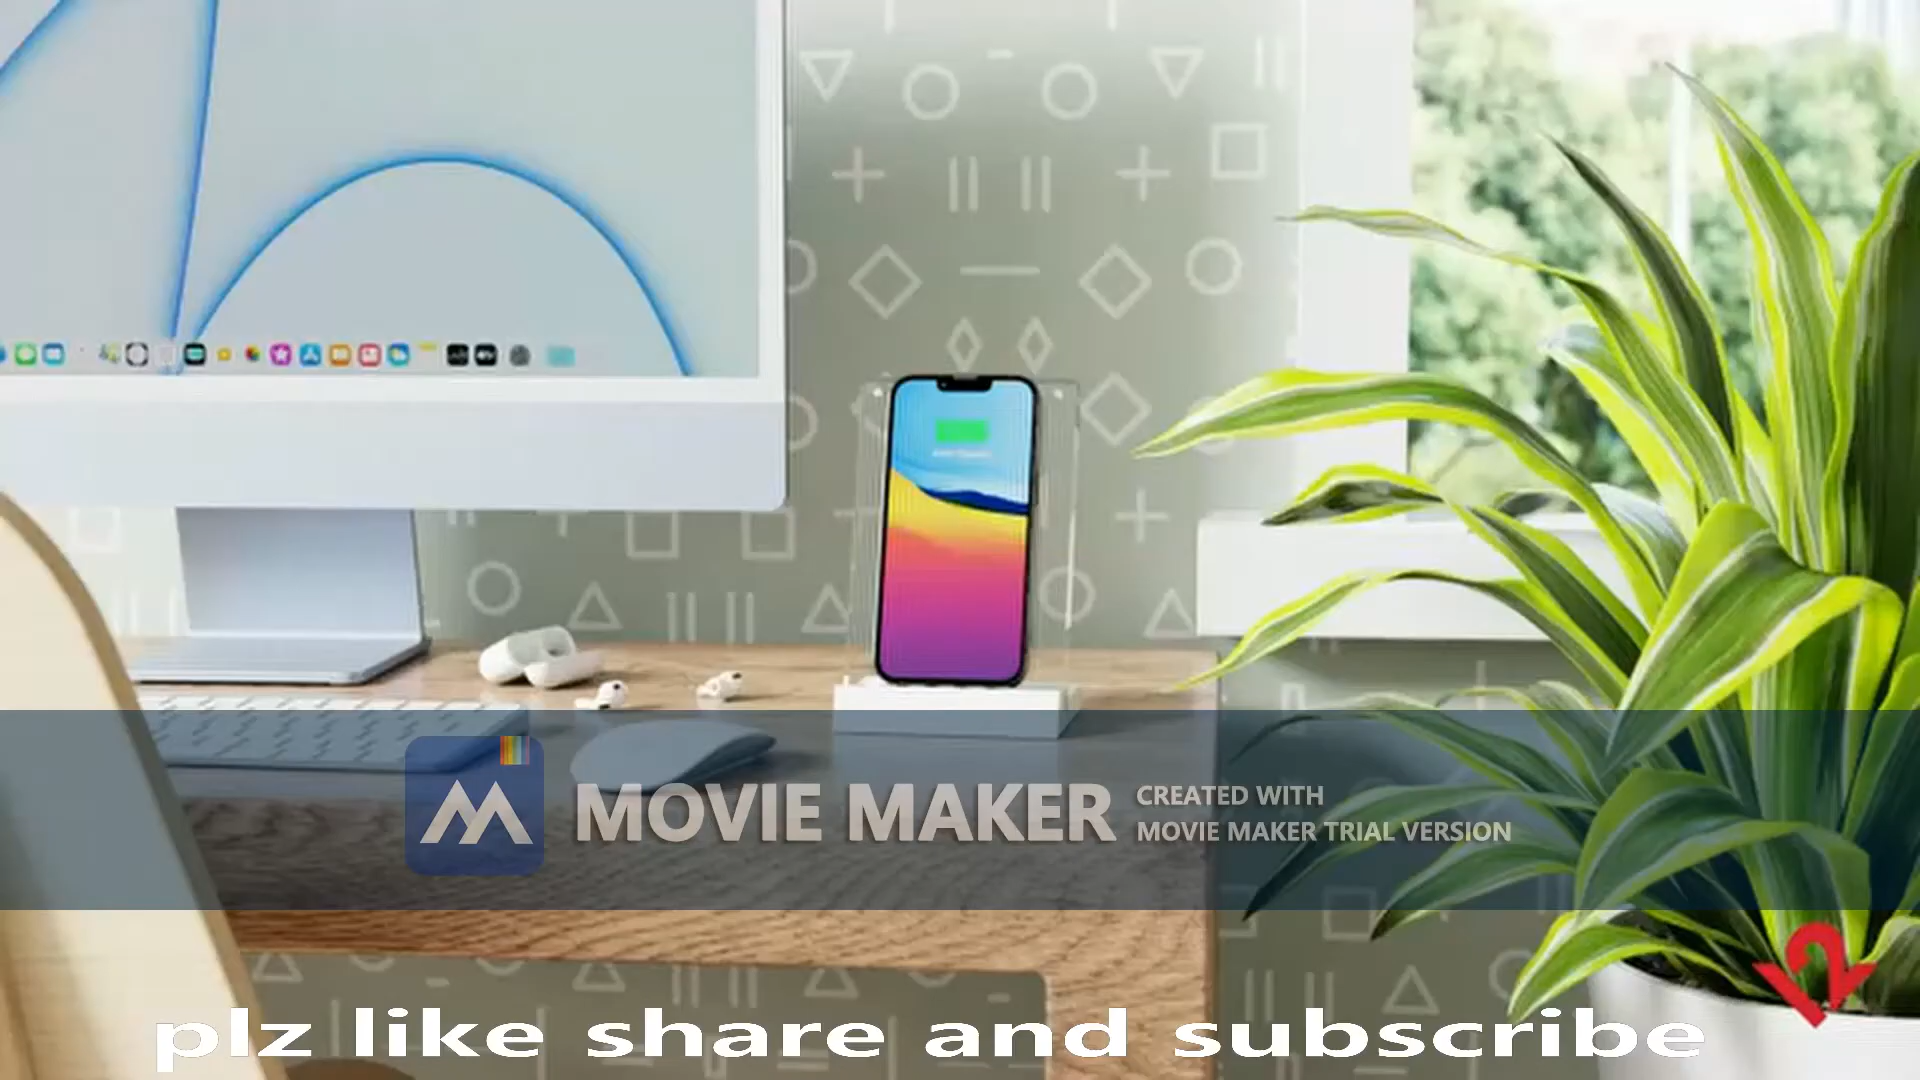 MOVIE MAKER
CREATED WITH
MOVIE MAKER TRIAL VERSION
plz like share and subscribe